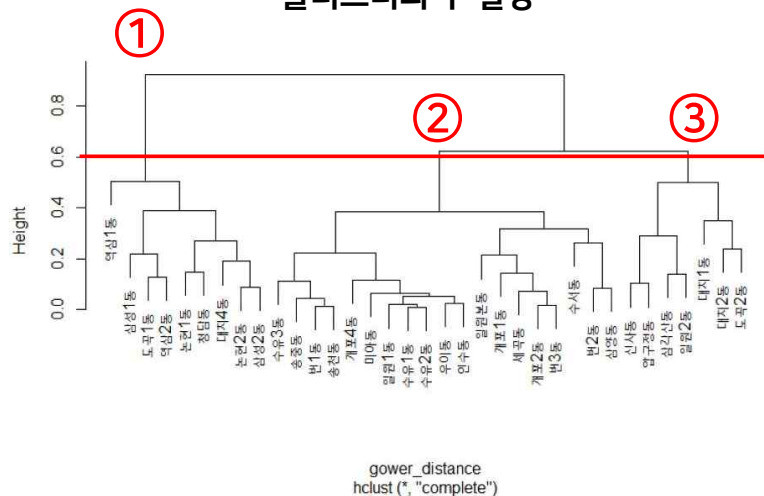 ①
②
③
Height
0.0
0.2
0.4
0.6
0.8
역삼1동
삼성1동
도곡1동
역삼2동
논현1동
청담동
대치4동
논현2동
삼성2동
수유3동
송중동
번1동
송천동
개포4동
미아동
일원1동
수유1동
수유2동
우이동
인수동
일원본동
개포1동
세곡동
개포2동
번3동
수서동
번2동
삼양동
신사동
압구정동
삼각산동
일원2동
대치1동
대치2동
도곡2동
gower_distance
hclust (*, "complete")